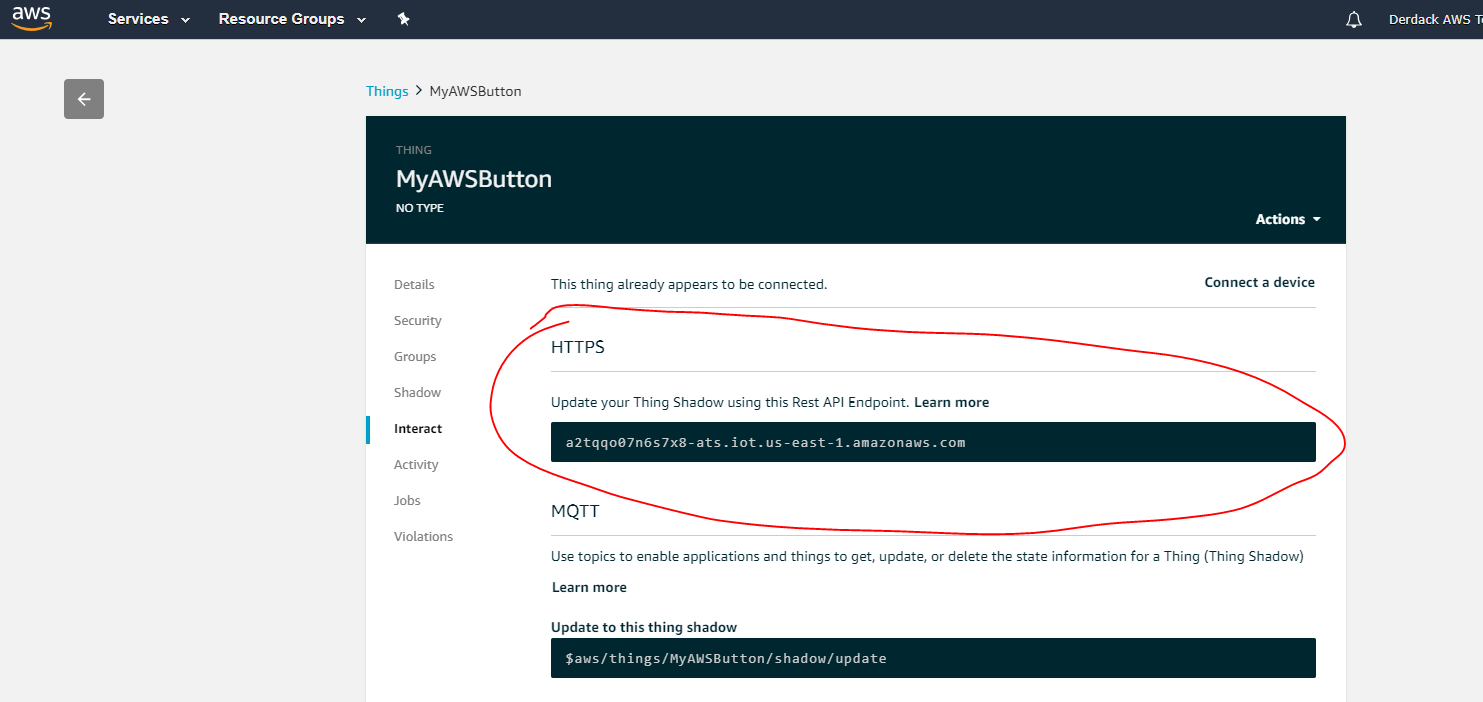 aws Services Resource Groups Derdack AWS Te
Things > MyAWSButton
THING
MyAWSButton
NO TYPE
Actions
Details
Security
Groups
Shadow
Interact
Activity
Jobs
Violations
This thing already appears to be connected. Connect a device
HTTPS
Update your Thing Shadow using this Rest API Endpoint. Learn more
a2tqqo07n6s7x8-ats.iot.us-east-1.amazonaws.com
MQTT
Use topics to enable applications and things to get, update, or delete the state information for a Thing (Thing Shadow)
Learn more
Update to this thing shadow
$aws/things/MyAWSButton/shadow/update